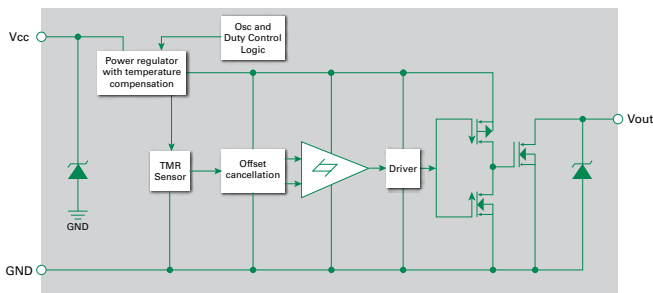 Osc and
Duty Control
Logic
Vcc
Power regulator
with temperature
compensation
Vout
TMR
Sensor
Offset
cancellation
Driver
GND
GND